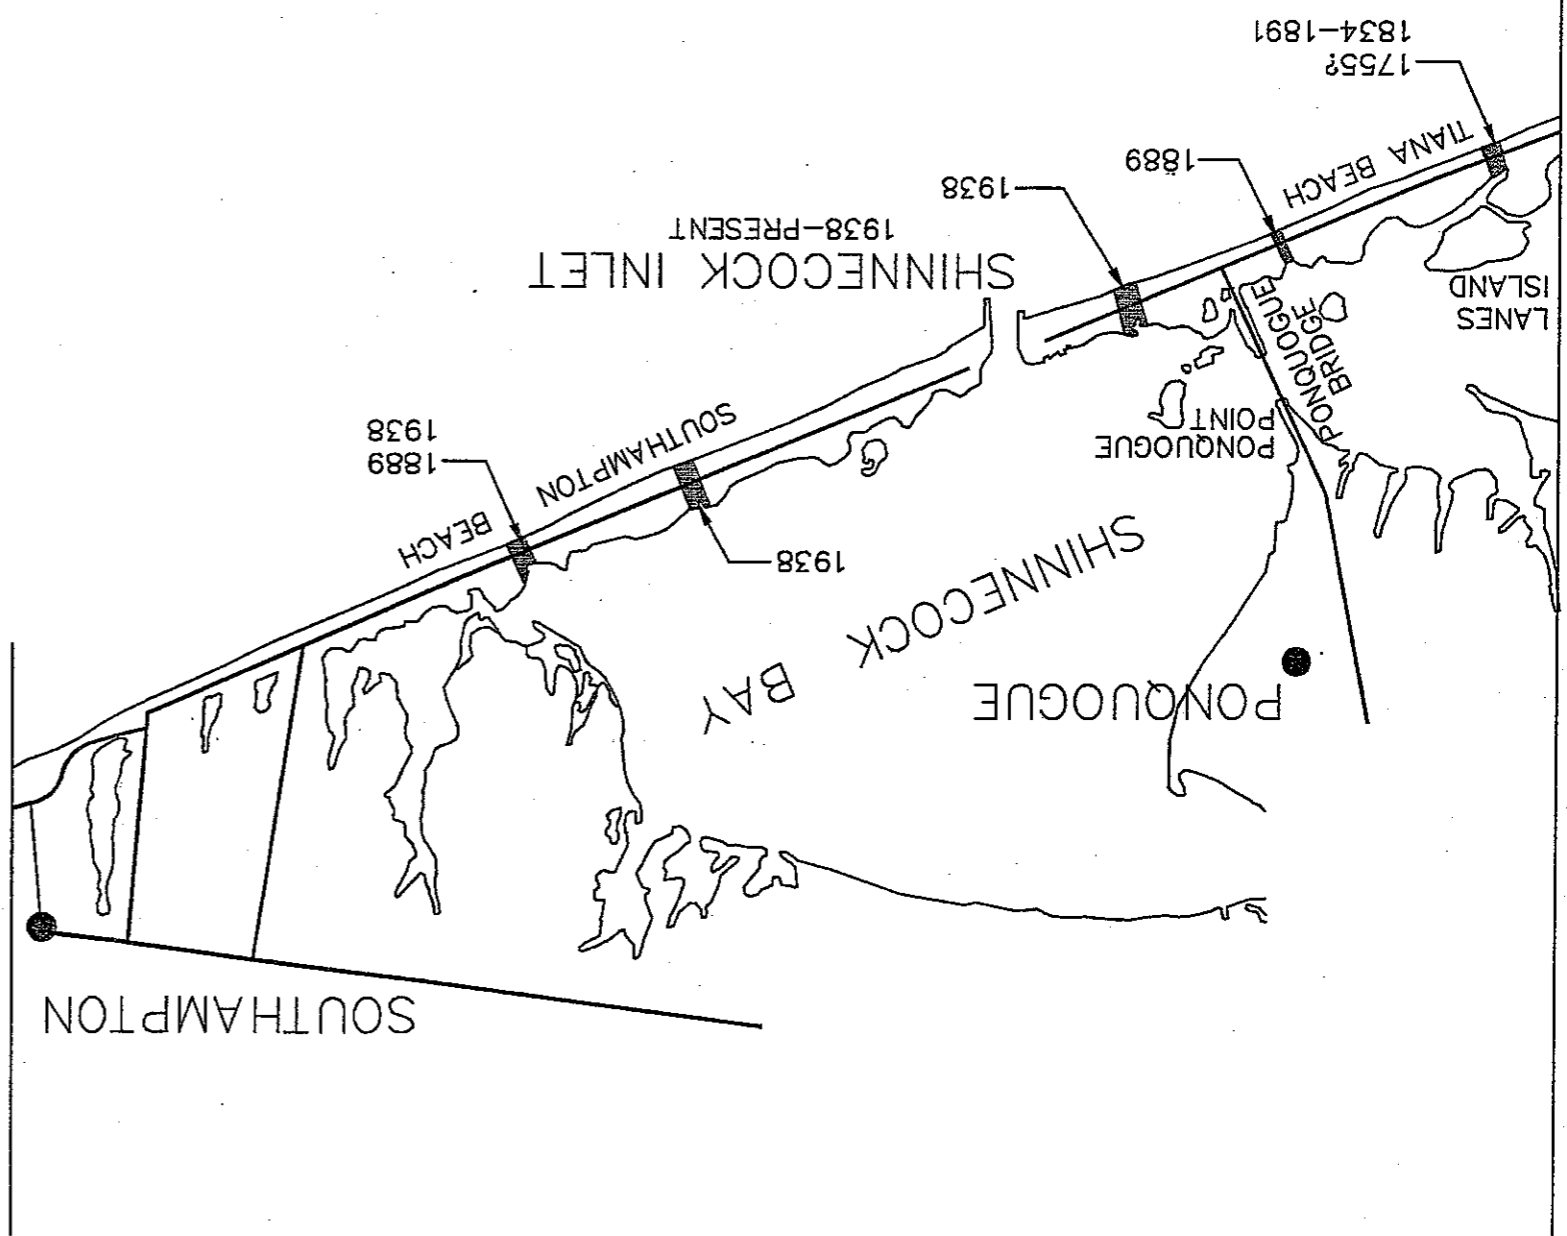 SOUTHAMPTON
PONQUOGUE
SHINNECOCK BAY
1938
BEACH
1889
1938
SOUTHAMPTON
PONQUOGUE
POINT
PONQUOGUE
BRIDGE
LANES
ISLAND
SHINNECOCK INLET
1938-PRESENT
1938
1889
TIANA BEACH
1755?
1834-1891